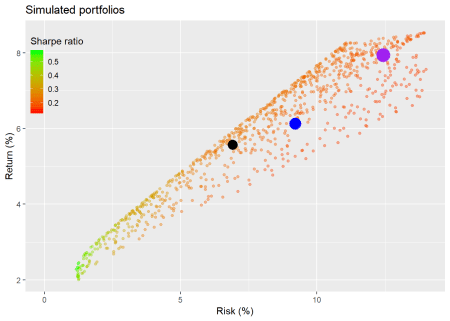 Simulated portfolios
Sharpe ratio
0.5
0.4
0.3
0.2
Return (%)
8
6
4
2
0
5
10
Risk (%)